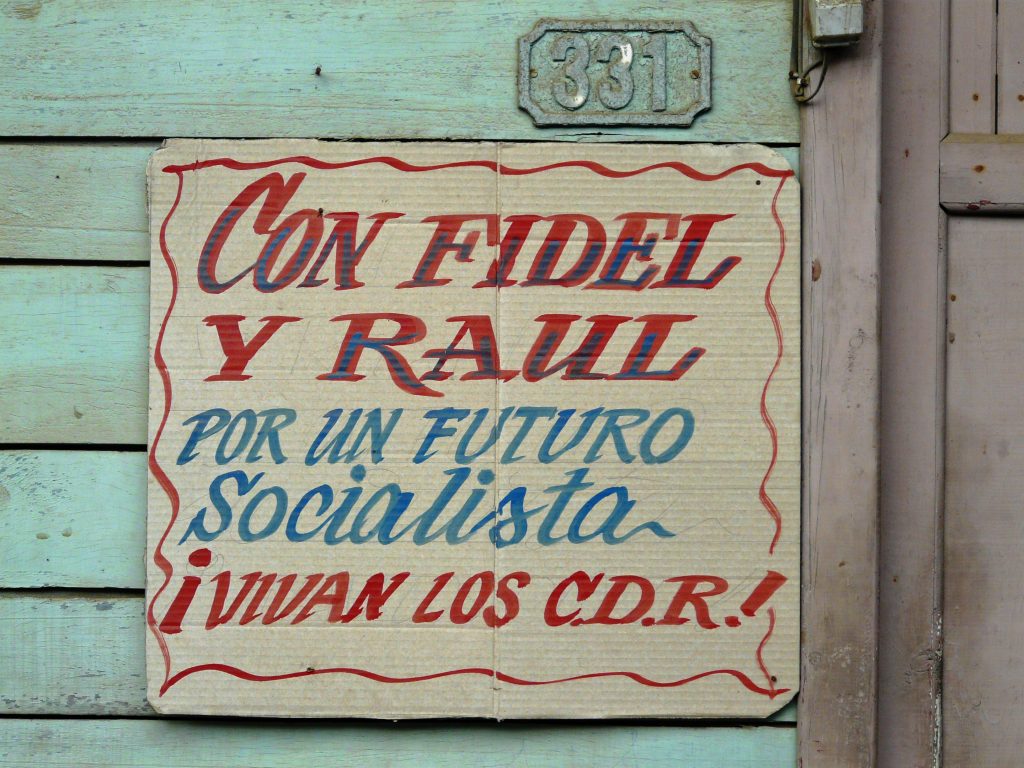 331
CON FIDEL
Y RAUL
POR UN FUTURO
Socialista
¡VIVAN LOS C.D.R.!